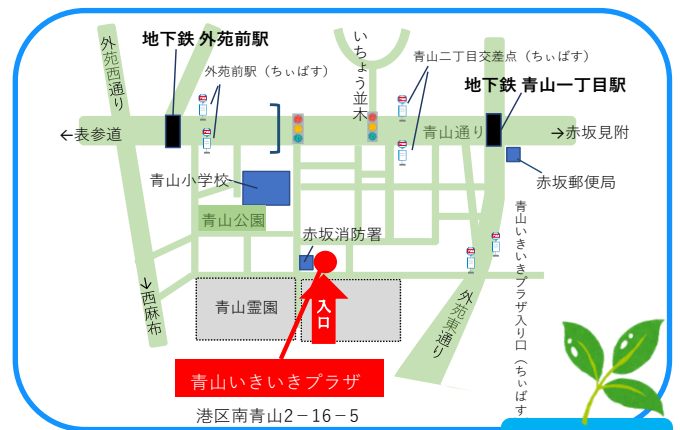 地下鉄 外苑前駅
外苑西通り
外苑前駅（ちぃばす）
いちょう並木
青山二丁目交差点（ちぃばす）
地下鉄 青山一丁目駅
←表参道
青山通り
→赤坂見附
青山小学校
赤坂郵便局
青山公園
赤坂消防署
青山いきいきプラザ入り口（ちぃばす
↓西麻布
青山霊園
入口
外苑東通り
青山いきいきプラザ
港区南青山2－16－5